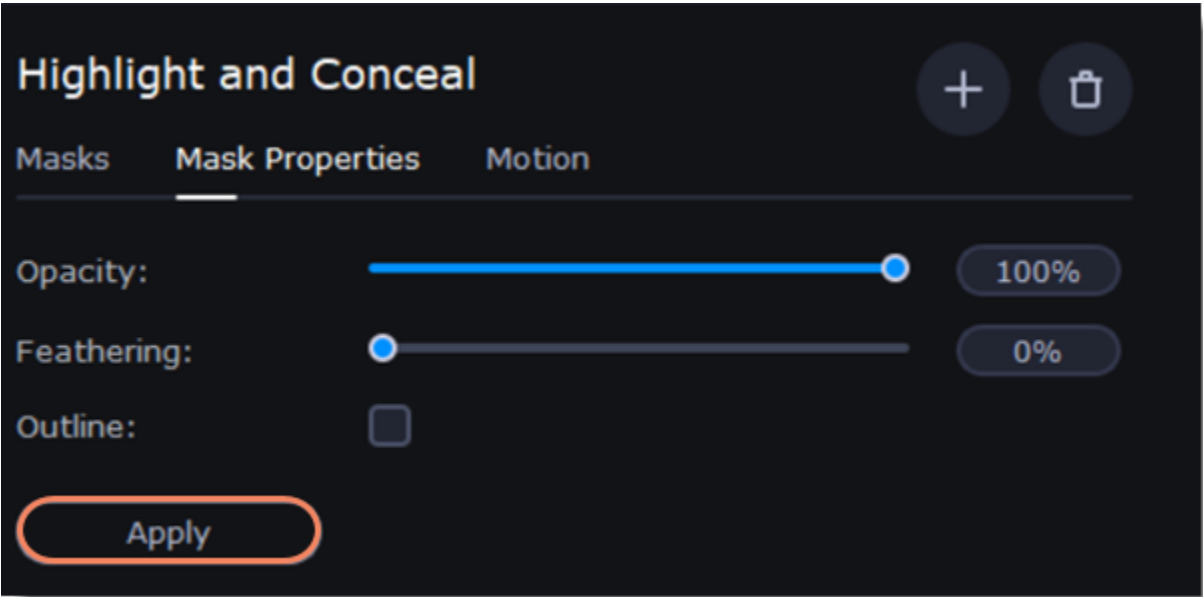 Highlight and Conceal
Masks Mask Properties Motion
Opacity: 100%
Feathering: 0%
Outline:
Apply